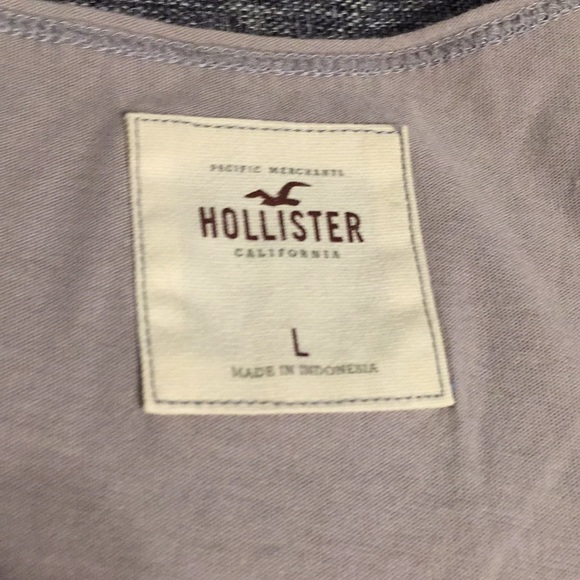 PACIFIC MERCHANTS
HOLLISTER
CALIFORNIA
L
MADE IN INDONESIA